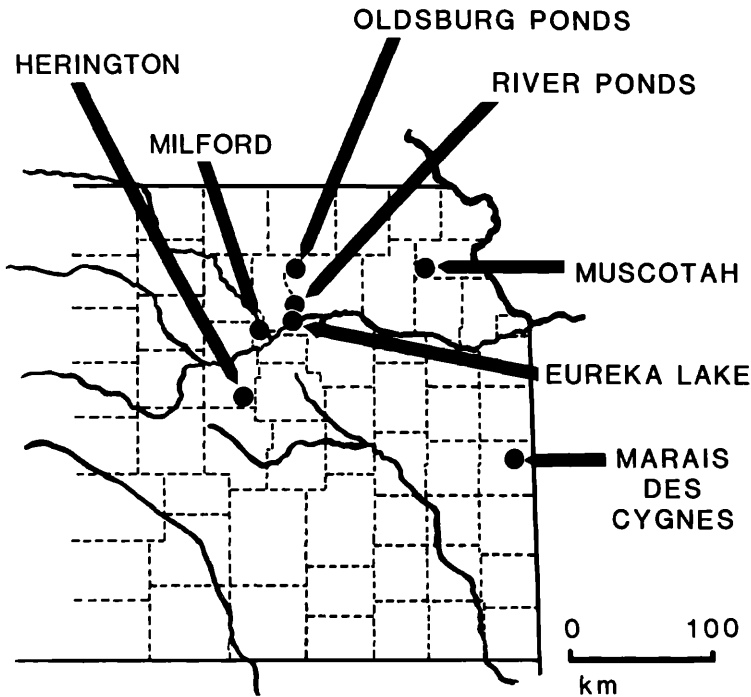 OLDSBURG PONDS
HERINGTON
RIVER PONDS
MILFORD
MUSCOTAH
EUREKA LAKE
MARAIS
DES
CYGNES
0 100
km